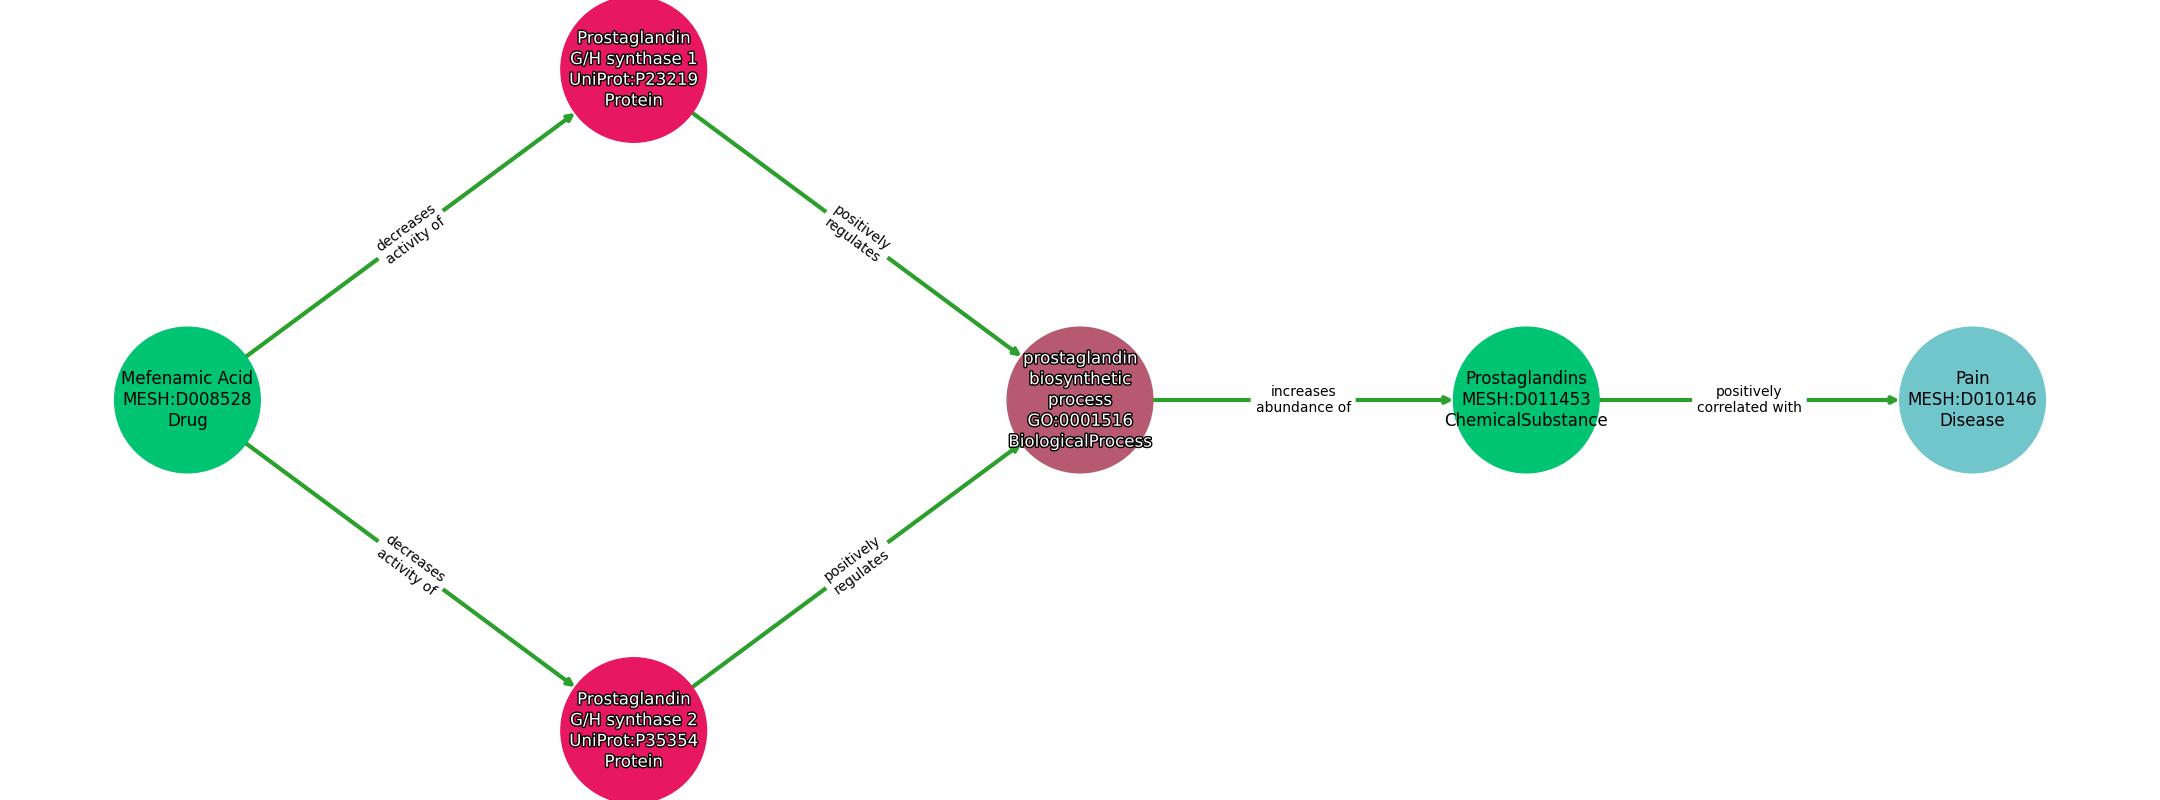 Prostaglandin
G/H synthase 1
UniProt:P23219
Protein
decreases
activity of
positively
regulates
Mefenamic Acid
MESH:D008528
Drug
prostaglandin
biosynthetic
process
GO:0001516
BiologicalProcess
increases
abundance of
Prostaglandins
MESH:D011453
ChemicalSubstance
positively
correlated with
Pain
MESH:D010146
Disease
decreases
activity of
positively
regulates
Prostaglandin
G/H synthase 2
UniProt:P35354
Protein